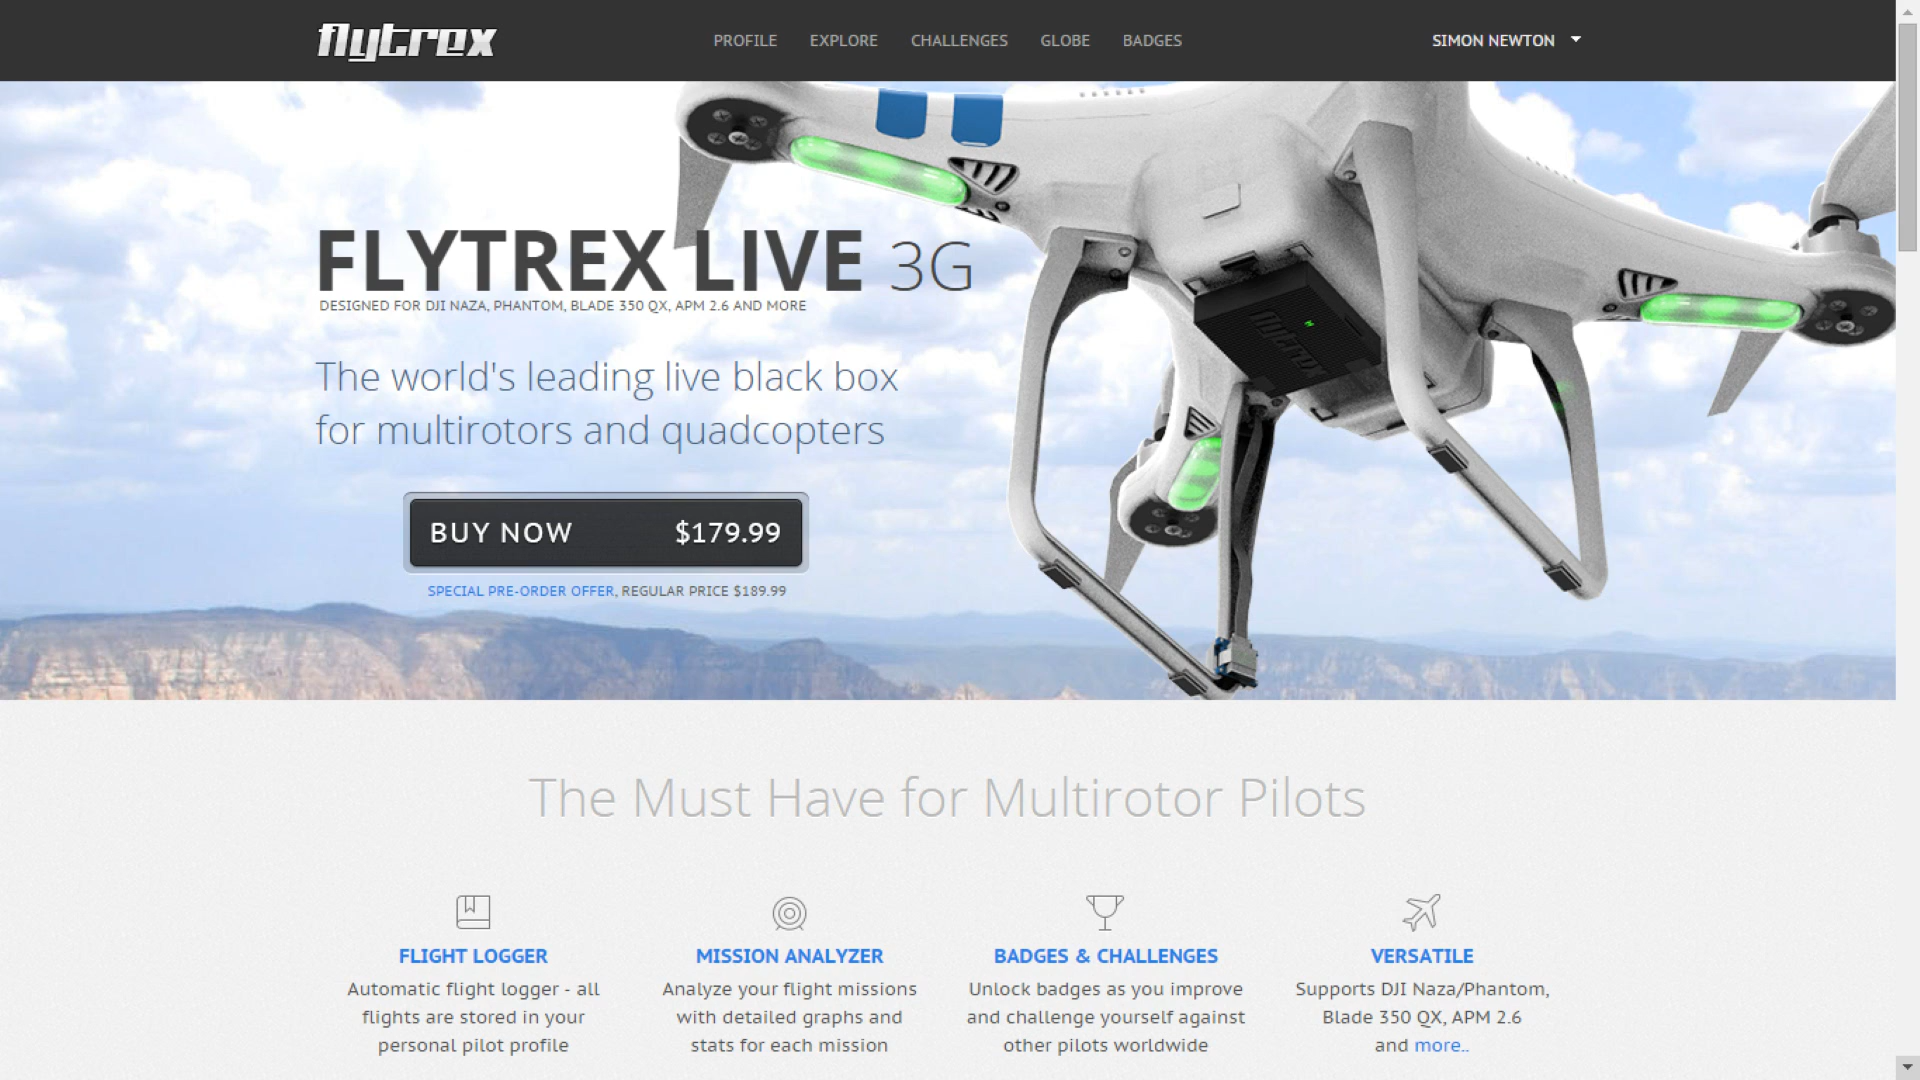 flytrex
PROFILE EXPLORE CHALLENGES GLOBE BADGES
SIMON NEWTON
FLYTREX LIVE 3G
DESIGNED FOR DJI NAZA, PHANTOM, BLADE 350 QX, APM 2.6 AND MORE
The world's leading live black box
for multirotors and quadcopters
BUY NOW $179.99
SPECIAL PRE-ORDER OFFER, REGULAR PRICE $189.99
flytrex
The Must Have for Multirotor Pilots
FLIGHT LOGGER
Automatic flight logger - all
flights are stored in your
personal pilot profile
MISSION ANALYZER
Analyze your flight missions
with detailed graphs and
stats for each mission
BADGES & CHALLENGES
Unlock badges as you improve
and challenge yourself against
other pilots worldwide
VERSATILE
Supports DJI Naza/Phantom,
Blade 350 QX, APM 2.6
and more..